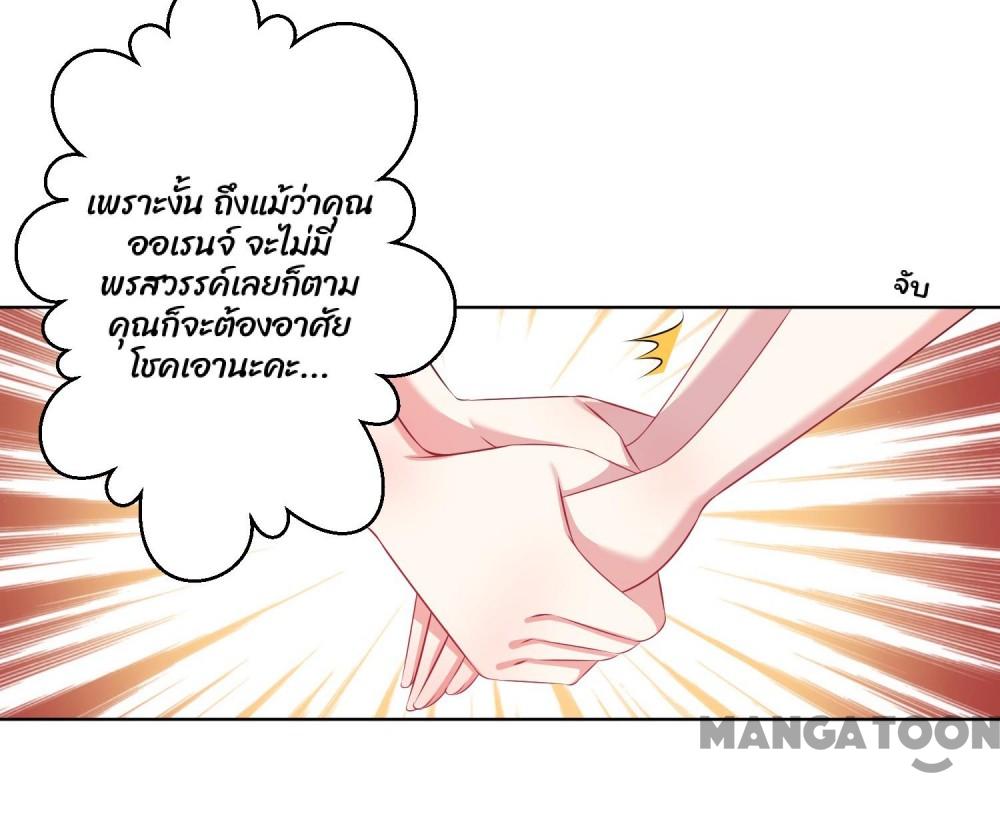 เพราะงั้น ถึงแม้ว่าคุณ
ออเรนจ์ จะไม่มี
พรสวรรค์เลยก็ตาม
คุณก็จะต้องอาศัย
โชคเอานะคะ...
จับ
MANGATOON